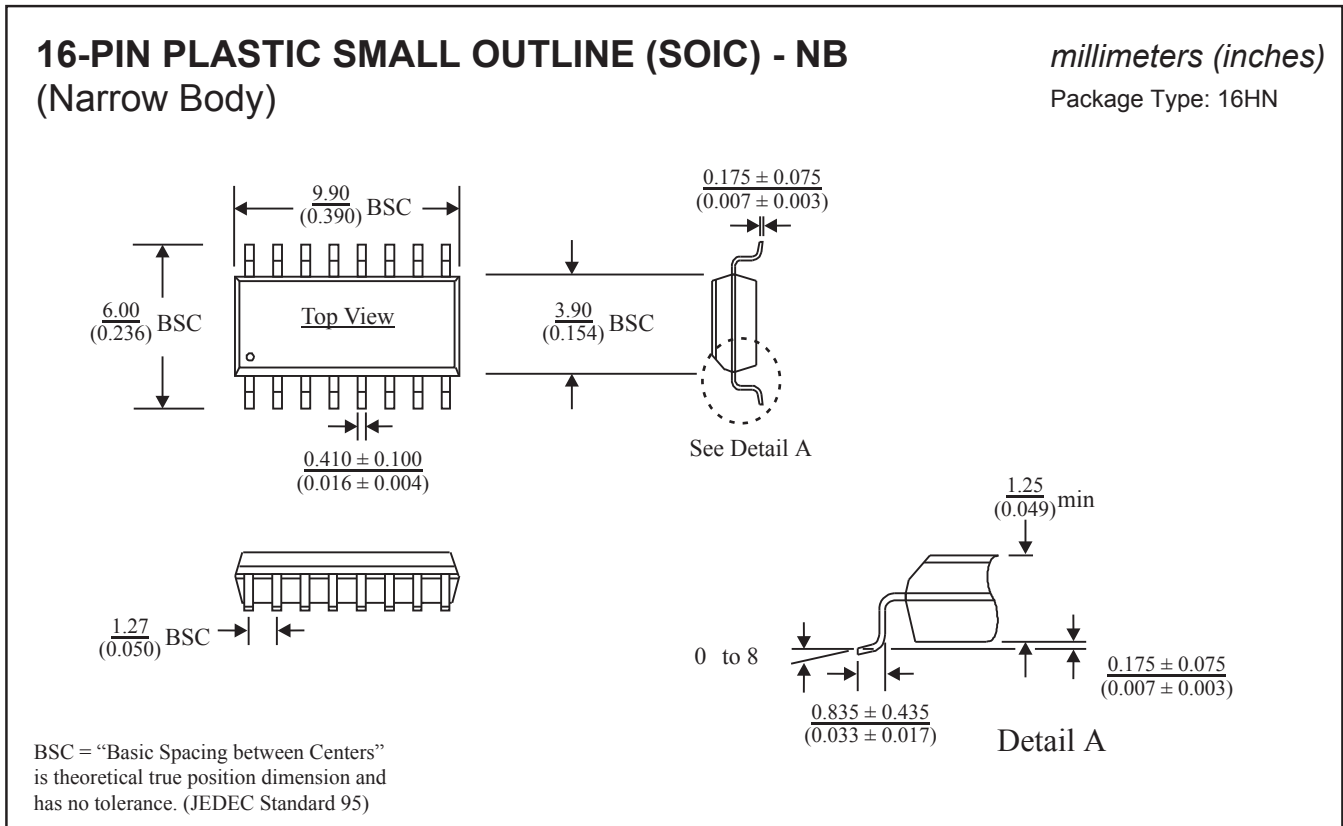 16-PIN PLASTIC SMALL OUTLINE (SOIC) - NB
(Narrow Body)
millimeters (inches)
Package Type: 16HN
9.90
(0.390) BSC
0.175 ± 0.075
(0.007 ± 0.003)
6.00
(0.236) BSC
Top View
3.90
(0.154) BSC
See Detail A
0.410 ± 0.100
(0.016 ± 0.004)
1.25
(0.049) min
1.27
(0.050) BSC
0 to 8
0.175 ± 0.075
(0.007 ± 0.003)
0.835 ± 0.435
(0.033 ± 0.017)
Detail A
BSC = “Basic Spacing between Centers”
is theoretical true position dimension and
has no tolerance. (JEDEC Standard 95)